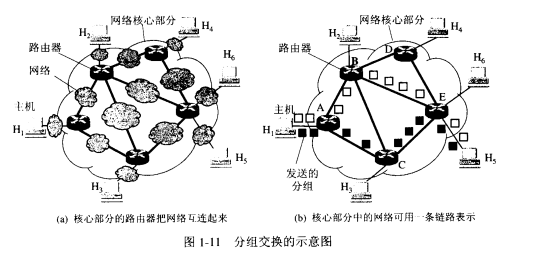 网络核心部分
H₂
H₄
路由器
H₆
网络
主机
H₁
H₅
H₃
(a) 核心部分的路由器把网络互连起来
网络核心部分
H₂
D
H₄
路由器
B
H₆
主机
A
E
H₁
H₅
发送的
分组
C
H₃
(b) 核心部分中的网络可用一条链路表示
图 1-11 分组交换的示意图